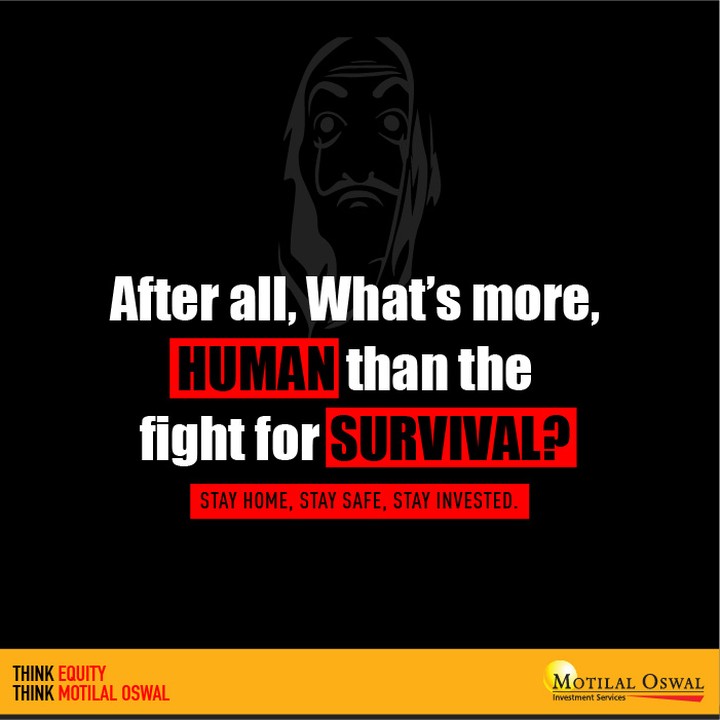 After all, What's more,
HUMAN than the
fight for SURVIVAL?
STAY HOME, STAY SAFE, STAY INVESTED.
THINK EQUITY
THINK MOTILAL OSWAL
MOTILAL OSWAL
Investment Services